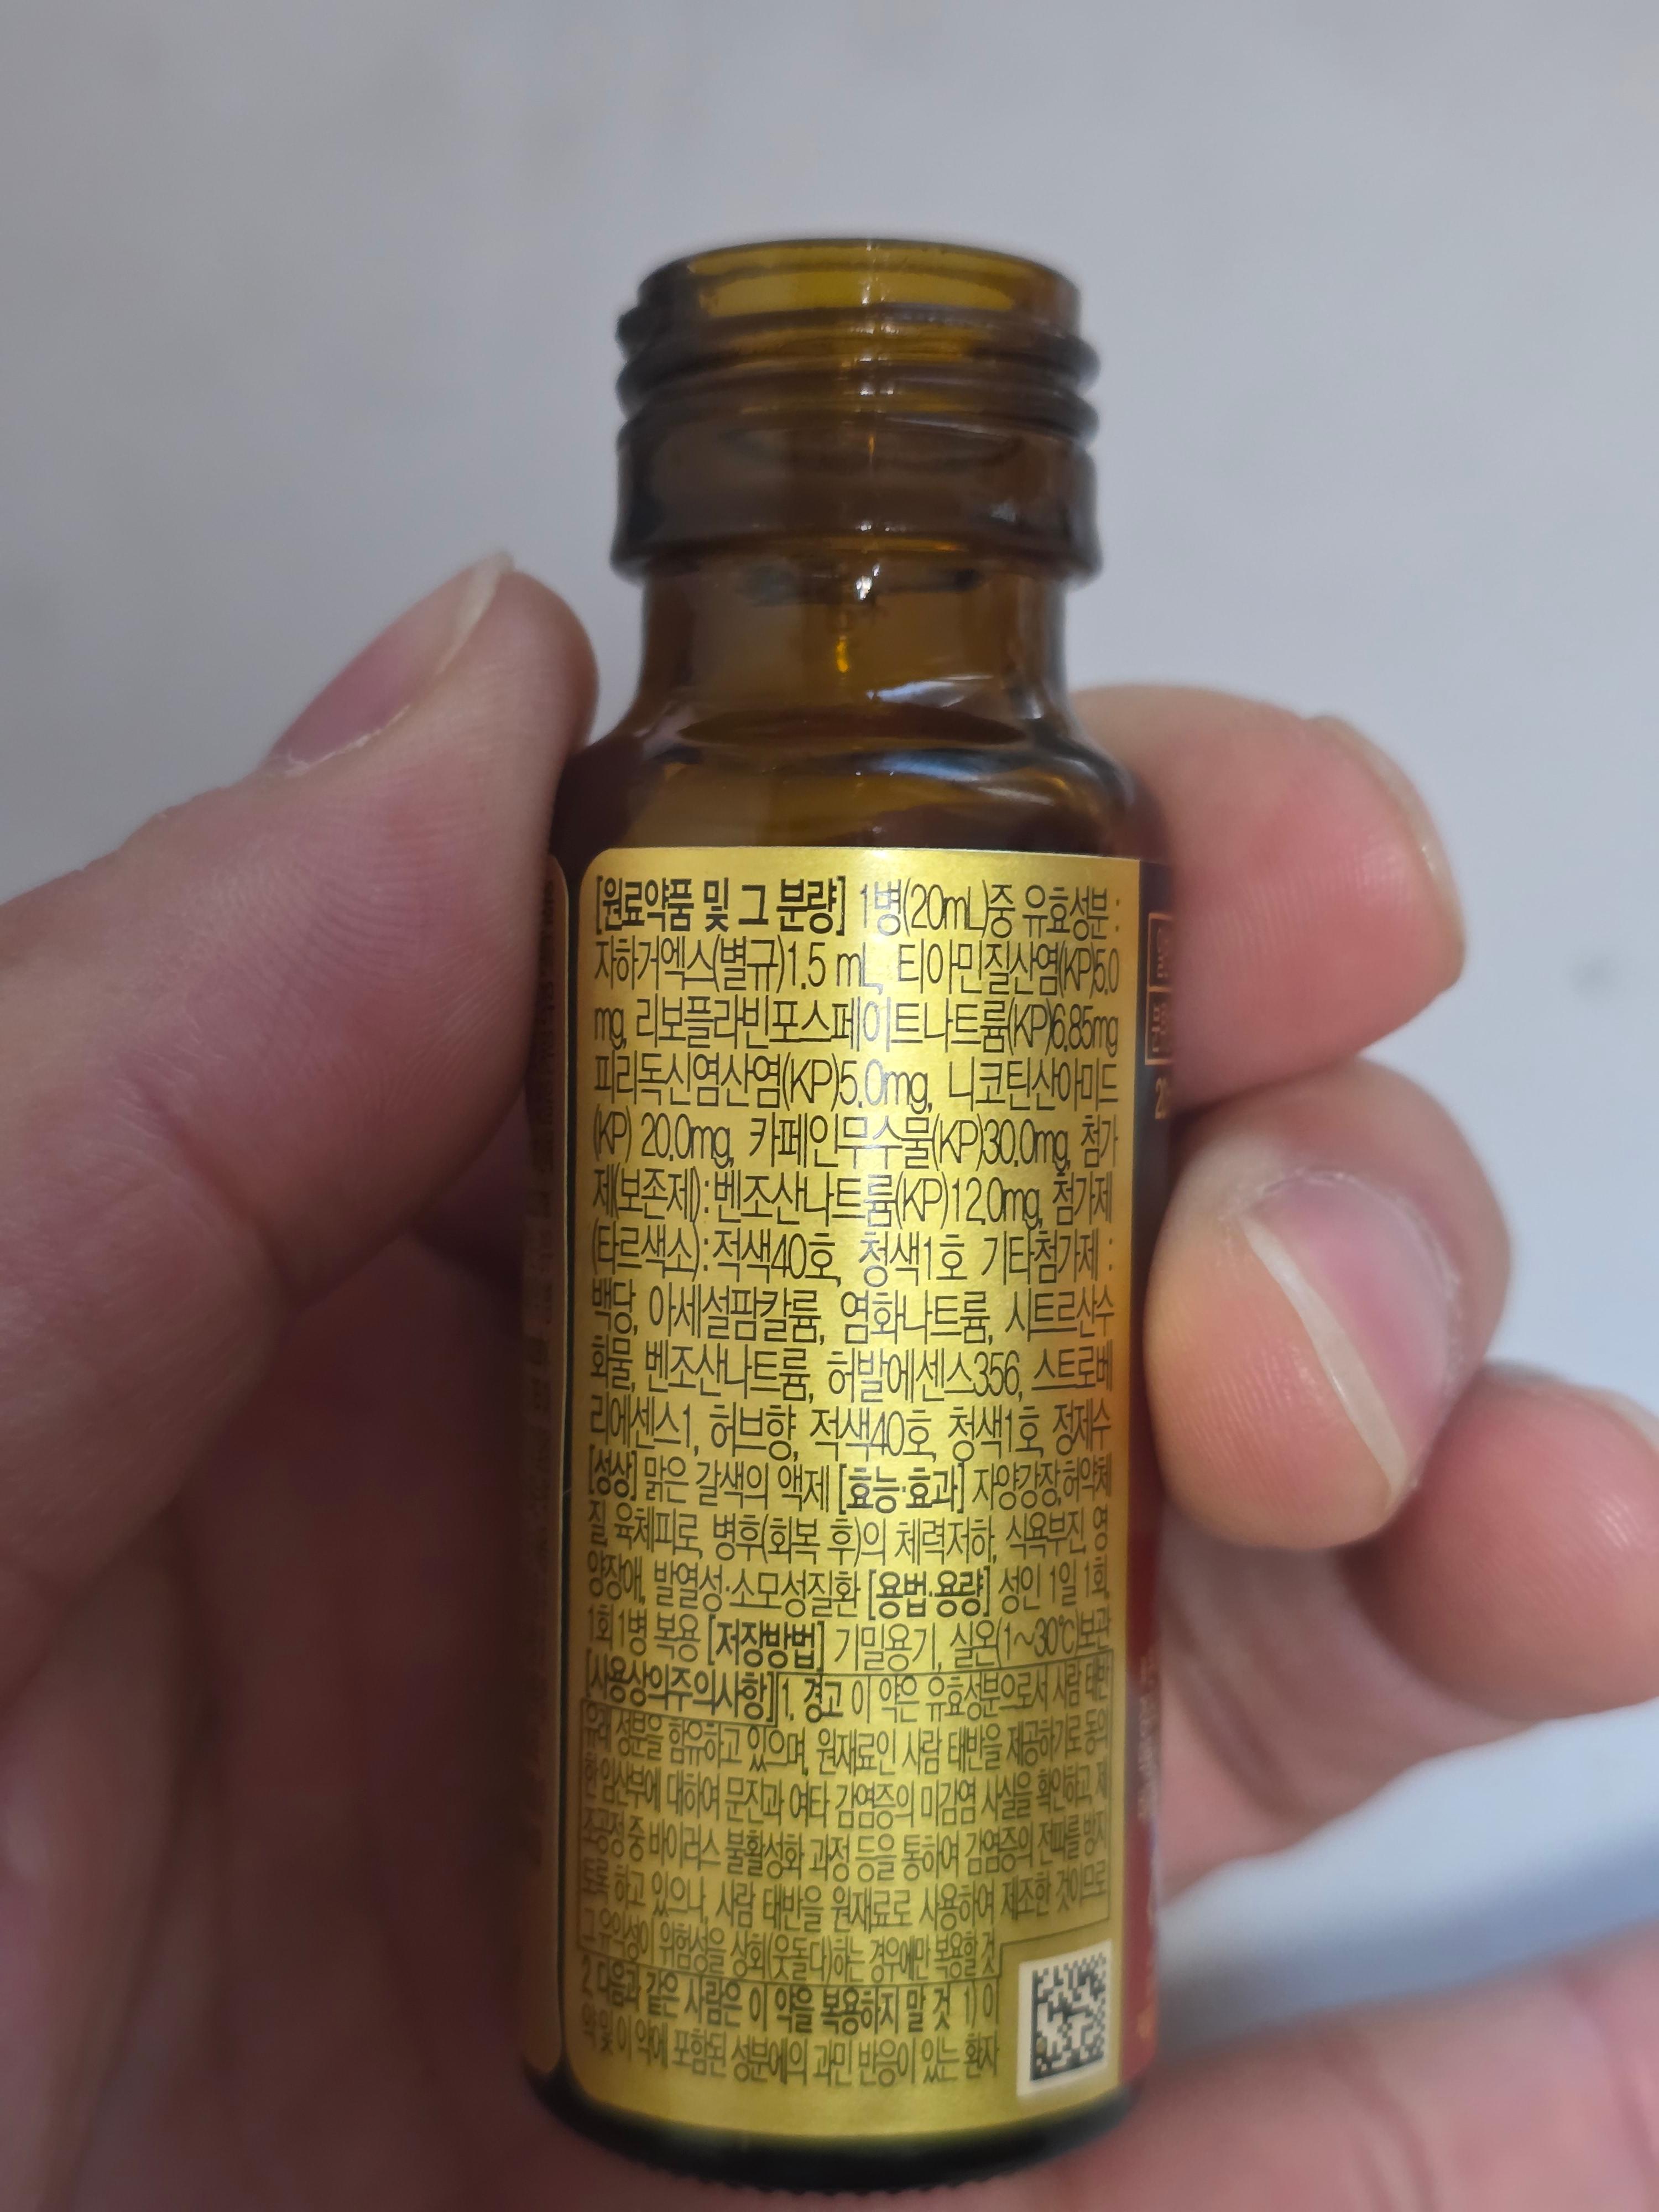 [원료약품 및 그 분량] 1병(20mL)중 유효성분 :
자하거엑스(별규)1.5 mL, 티아민질산염(KP)5.0
mg, 리보플라빈포스페이트나트륨(KP)6.85mg
피리독신염산염(KP)5.0mg, 니코틴산아미드
(KP) 20.0mg, 카페인무수물(KP)30.0mg, 첨가
제(보존제):벤조산나트륨(KP)12.0mg, 첨가제
(타르색소):적색40호, 청색1호 기타첨가제 :
백당, 아세설팜칼륨, 염화나트륨, 시트르산수
화물, 벤조산나트륨, 허발에센스356, 스트로베
리에센스1, 허브향, 적색40호, 청색1호, 정제수
[성상] 맑은 갈색의 액제 [효능·효과] 자양강장,허약체
질, 육체피로, 병후(회복 후)의 체력저하, 식욕부진, 영
양장애, 발열성·소모성질환 [용법·용량] 성인 1일 1회,
1회 1병 복용 [저장방법] 기밀용기, 실온(1~30℃)보관
[사용상의주의사항] 1. 경고 이 약은 유효성분으로서 사람 태반
유래 성분을 함유하고 있으며, 원재료인 사람 태반을 제공하기로 동의
한 임산부에 대하여 문진과 여타 감염증의 미감염 사실을 확인하고, 제
조공정 중 바이러스 불활성화 과정 등을 통하여 감염증의 전파를 방지
토록 하고 있으나, 사람 태반을 원재료로 사용하여 제조한 것이므로
그 유익성이 위험성을 상회(웃돌다)하는 경우에만 복용할 것
2. 다음과 같은 사람은 이 약을 복용하지 말 것 1) 이
약 및 이 약에 포함된 성분에의 과민 반응이 있는 환자